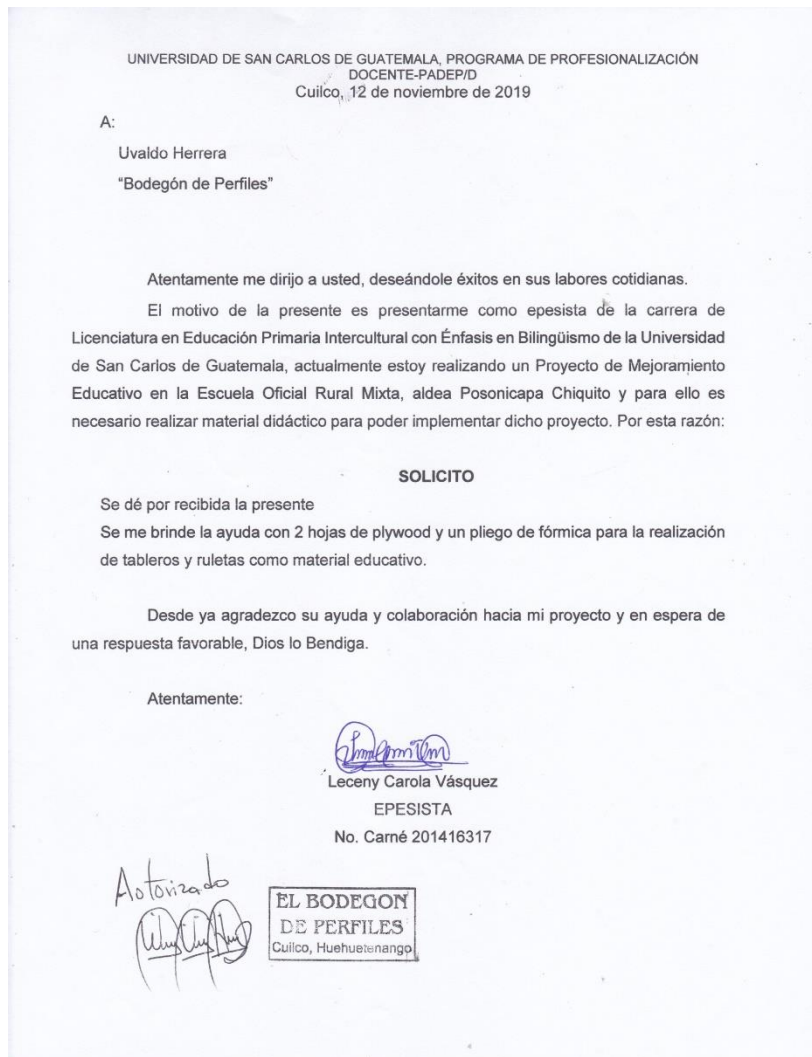 UNIVERSIDAD DE SAN CARLOS DE GUATEMALA, PROGRAMA DE PROFESIONALIZACIÓN
DOCENTE-PADEP/D
Cuilco, 12 de noviembre de 2019
A:
Uvaldo Herrera
“Bodegón de Perfiles”
Atentamente me dirijo a usted, deseándole éxitos en sus labores cotidianas.
El motivo de la presente es presentarme como epesista de la carrera de
Licenciatura en Educación Primaria Intercultural con Énfasis en Bilingüismo de la Universidad
de San Carlos de Guatemala, actualmente estoy realizando un Proyecto de Mejoramiento
Educativo en la Escuela Oficial Rural Mixta, aldea Posonicapa Chiquito y para ello es
necesario realizar material didáctico para poder implementar dicho proyecto. Por esta razón:
SOLICITO
Se dé por recibida la presente
Se me brinde la ayuda con 2 hojas de plywood y un pliego de fórmica para la realización
de tableros y ruletas como material educativo.
Desde ya agradezco su ayuda y colaboración hacia mi proyecto y en espera de
una respuesta favorable, Dios lo Bendiga.
Atentamente:
Leceny Carola Vásquez
EPESISTA
No. Carné 201416317
Autorizado
EL BODEGON
DE PERFILES
Cuilco, Huehuetenango